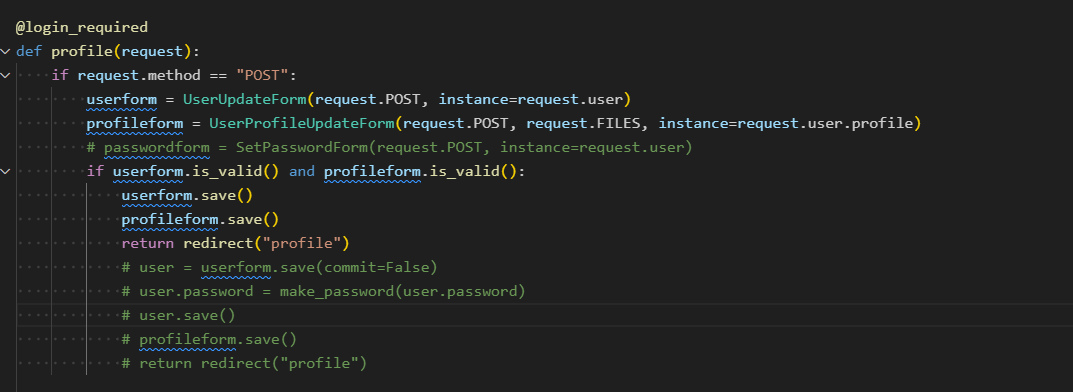 @login_required
def profile(request):
if request.method == "POST":
userform = UserUpdateForm(request.POST, instance=request.user)
profileform = UserProfileUpdateForm(request.POST, request.FILES, instance=request.user.profile)
# passwordform = SetPasswordForm(request.POST, instance=request.user)
if userform.is_valid() and profileform.is_valid():
userform.save()
profileform.save()
return redirect("profile")
# user = userform.save(commit=False)
# user.password = make_password(user.password)
# user.save()
# profileform.save()
# return redirect("profile")